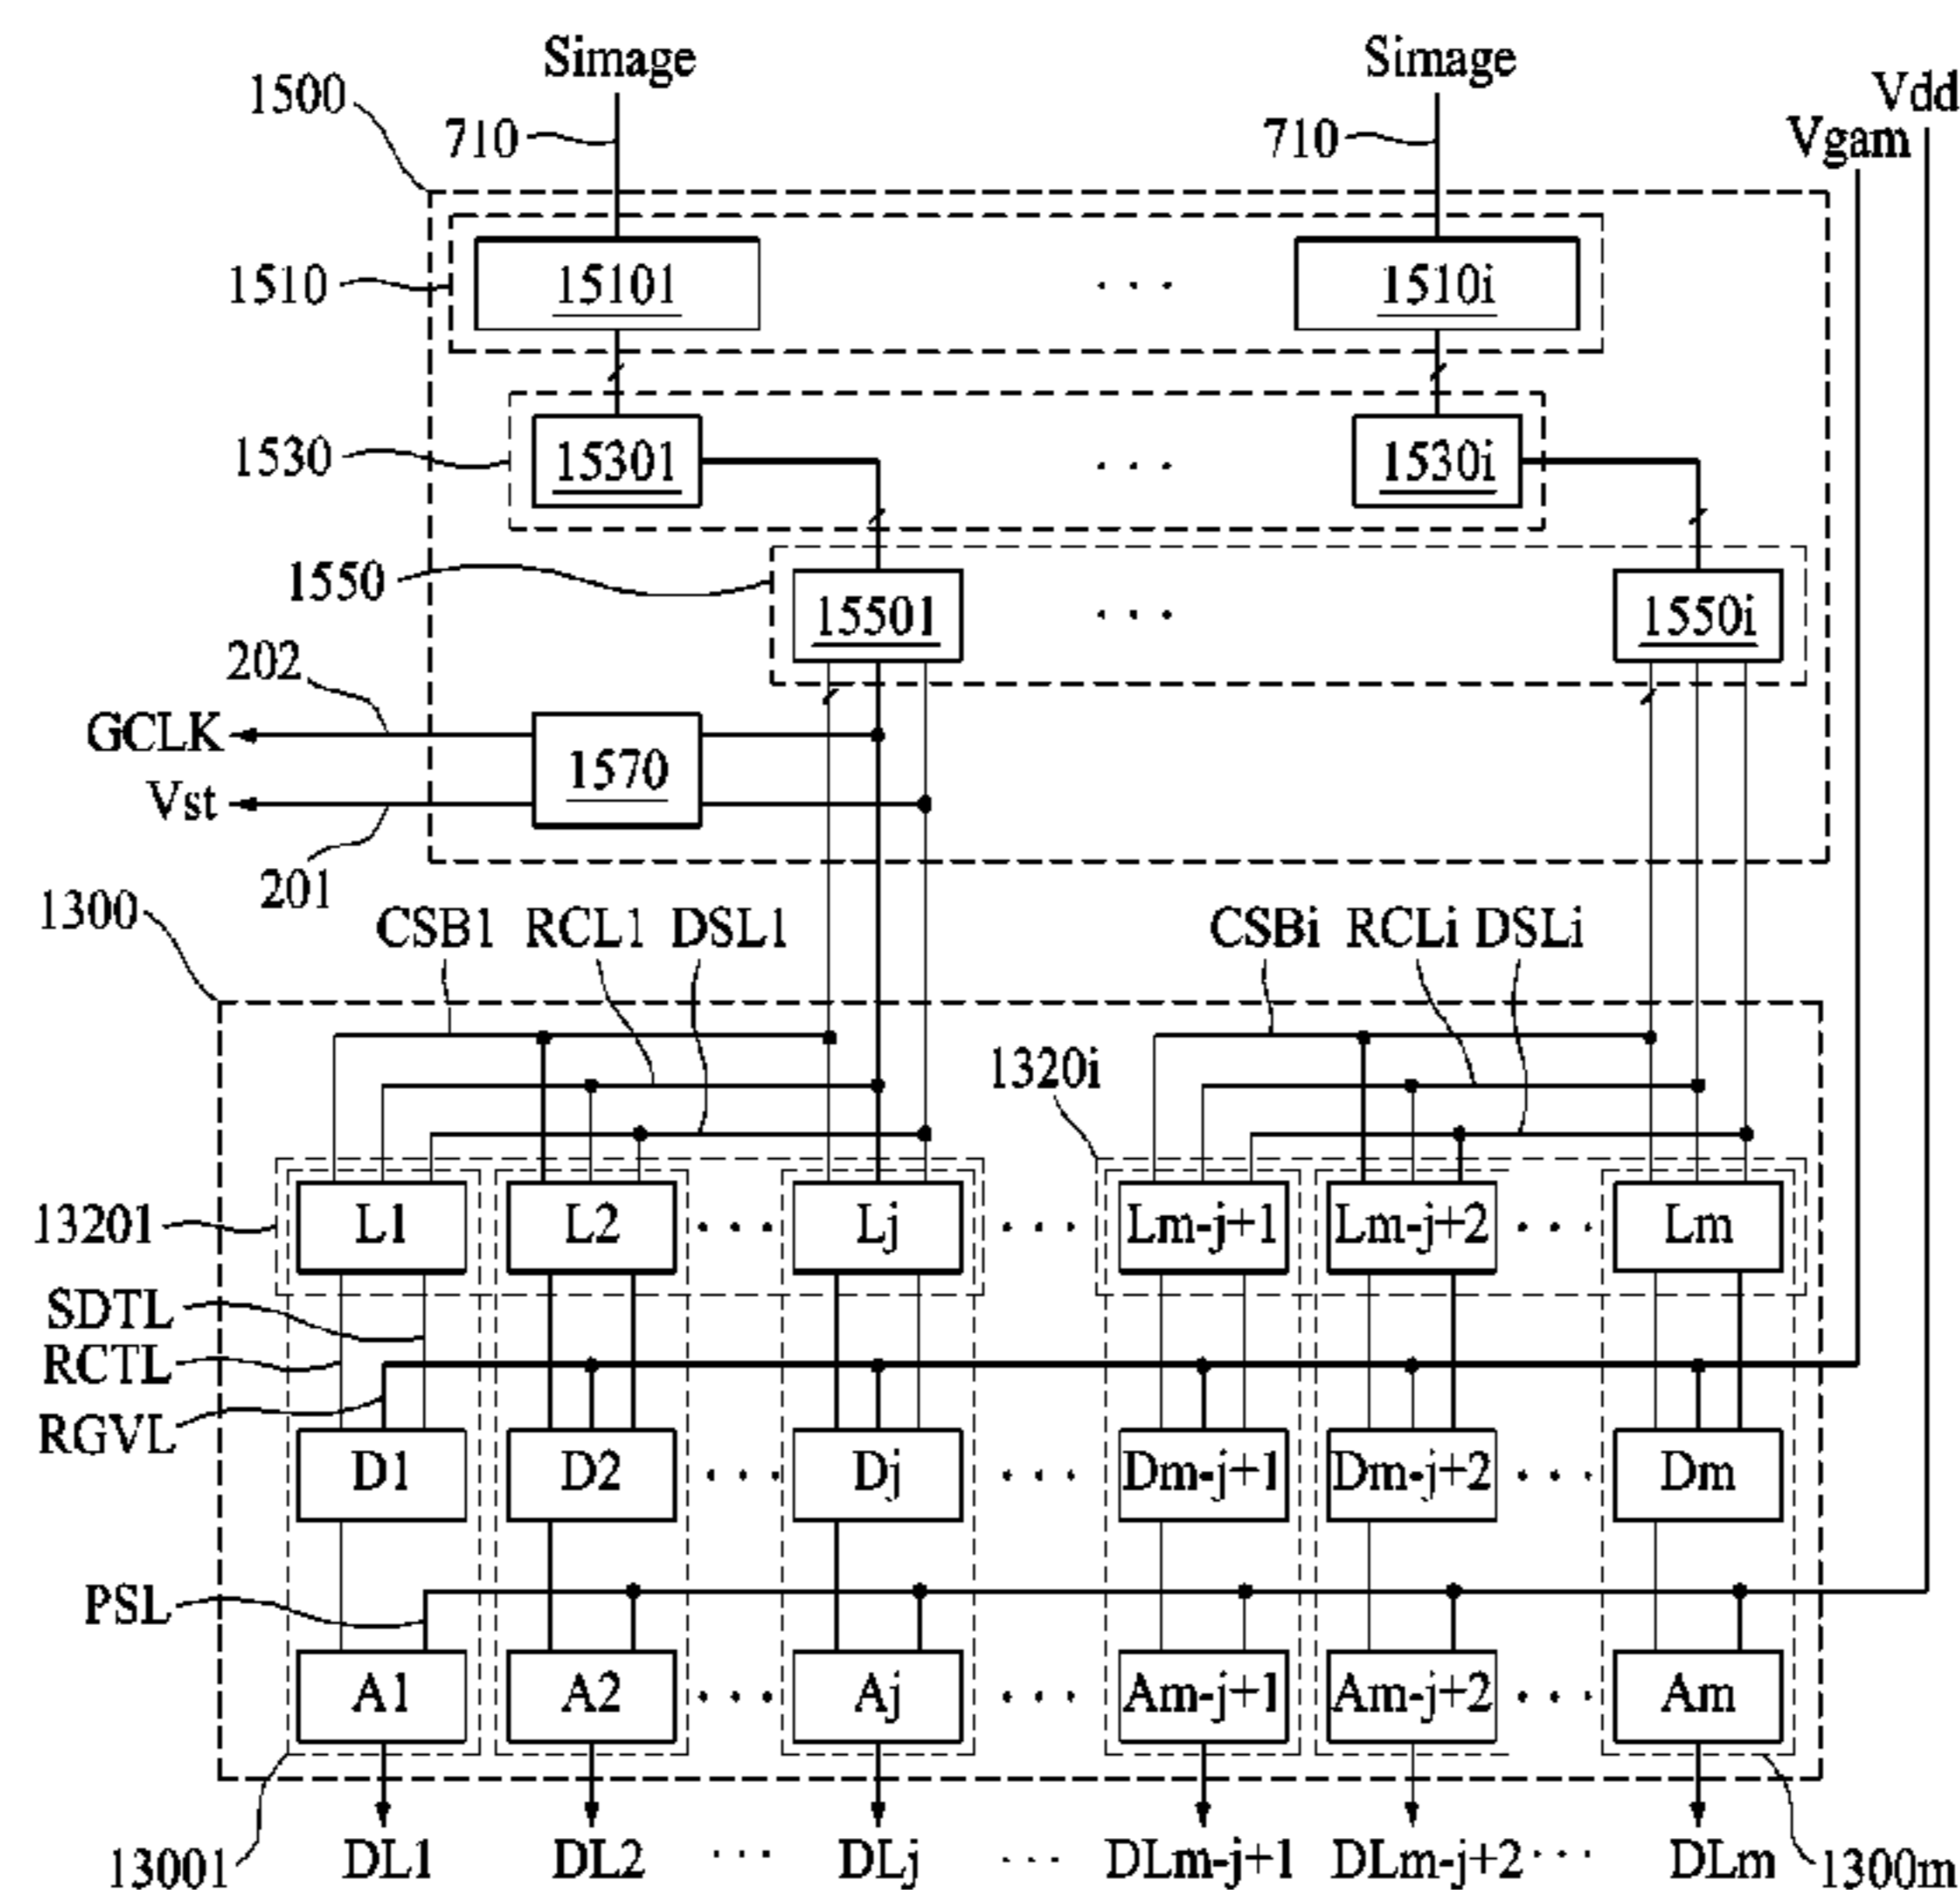 Simage Simage
1500 Vdd
710 710 Vgam
1510 15101 ··· 1510i
1530 15301 ··· 1530i
1550 15501 ··· 1550i
202
GCLK 1570
Vst
201
1300 CSB1 RCL1 DSL1 CSBi RCLi DSLi
1320i
13201 L1 L2 ··· Lj ··· Lm-j+1 Lm-j+2 ··· Lm
SDTL
RCTL
RGVL
D1 D2 ··· Dj ··· Dm-j+1 Dm-j+2 ··· Dm
PSL
A1 A2 ··· Aj ··· Am-j+1 Am-j+2 ··· Am
13001 DL1 DL2 ··· DLj ··· DLm-j+1 DLm-j+2 ··· DLm 1300m